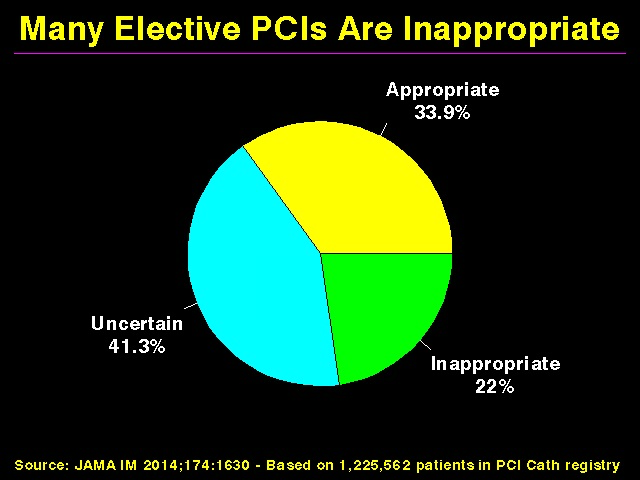 Many Elective PCIs Are Inappropriate
Appropriate
33.9%
Uncertain
41.3%
Inappropriate
22%
Source: JAMA IM 2014;174:1630 - Based on 1,225,562 patients in PCI Cath registry